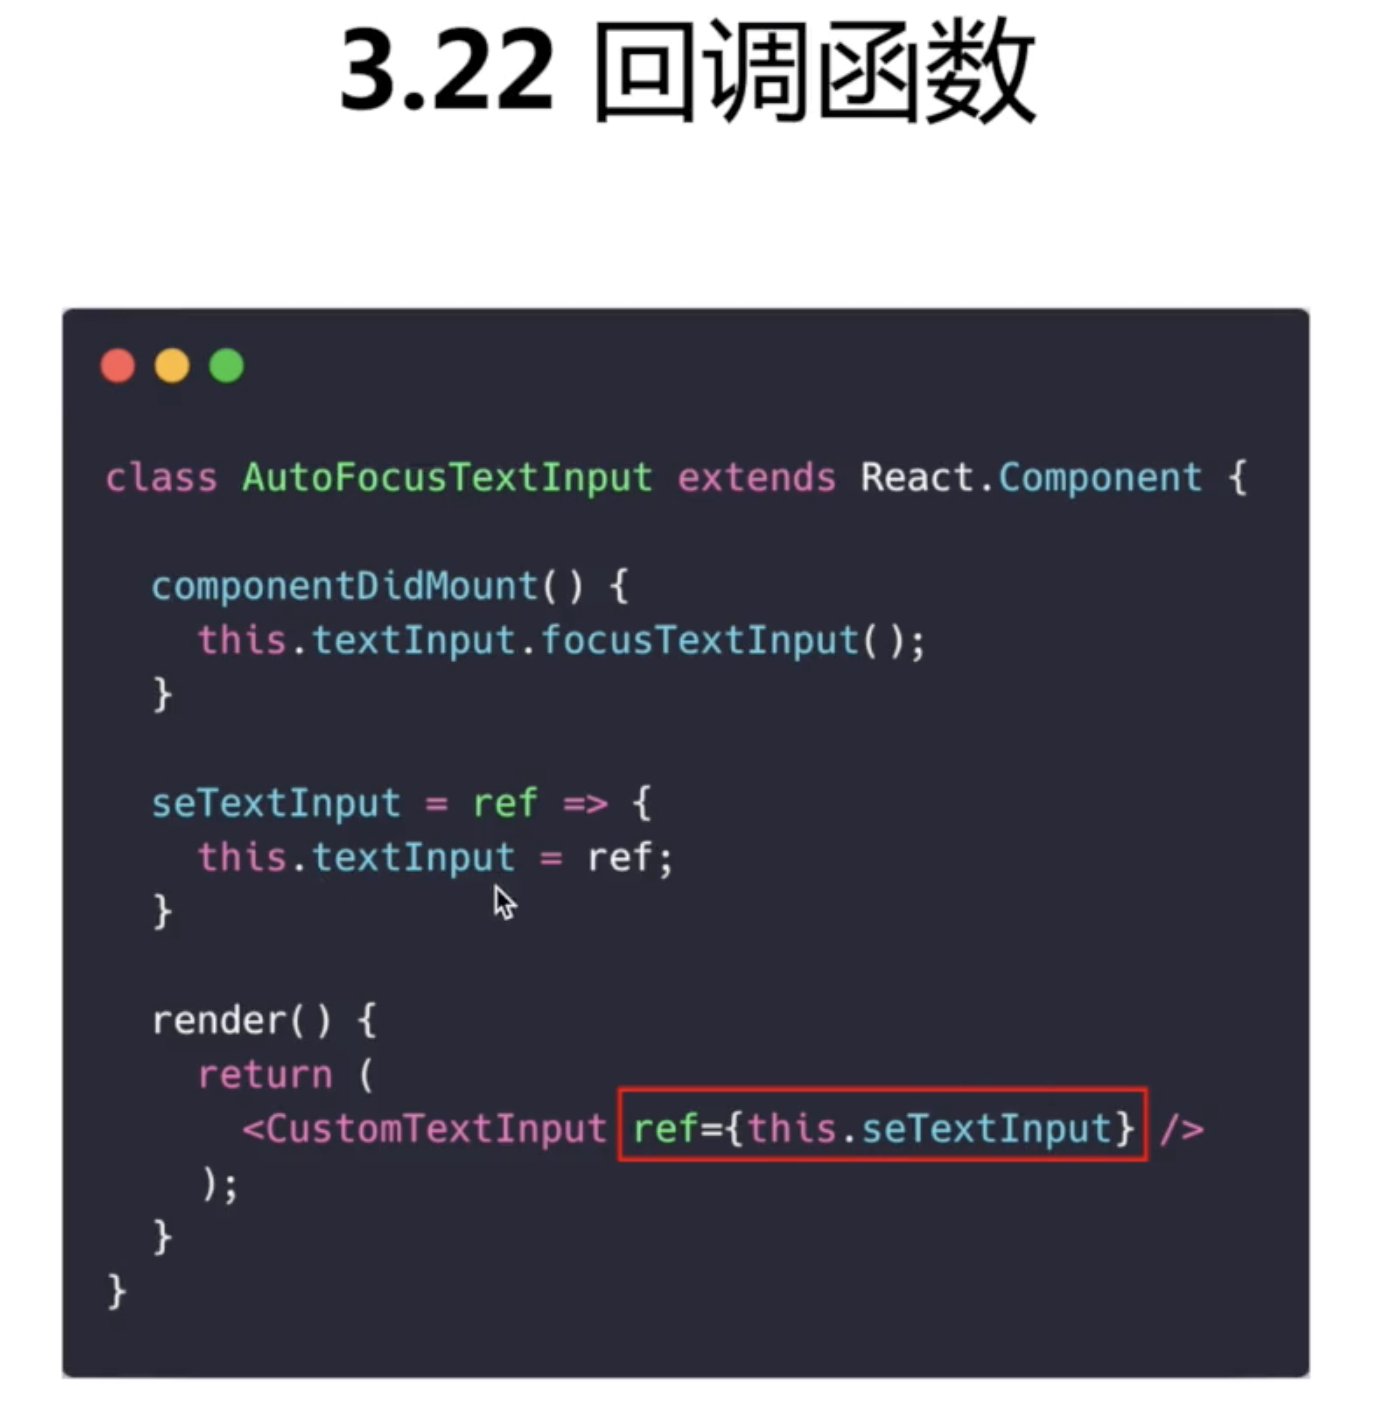 3.22 回调函数
class AutoFocusTextInput extends React.Component {
componentDidMount() {
this.textInput.focusTextInput();
}
seTextInput = ref => {
this.textInput = ref;
}
render() {
return (
<CustomTextInput ref={this.seTextInput} />
);
}
}